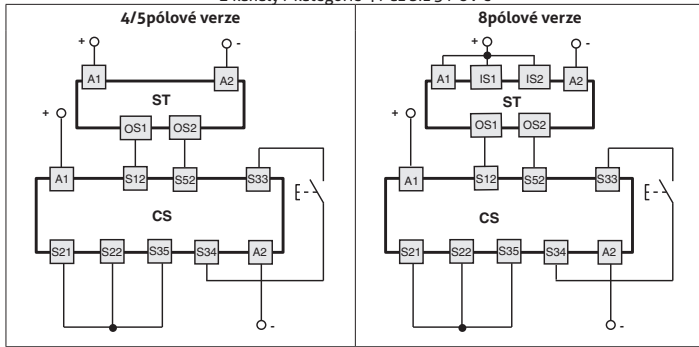 4/5pólové verze
+ -
A1 A2
ST
+ OS1 OS2
A1 S12 S52 S33
CS
S21 S22 S35 S34 A2
-
8pólové verze
+ -
A1 IS1 IS2 A2
ST
+ OS1 OS2
A1 S12 S52 S33
CS
S21 S22 S35 S34 A2
-